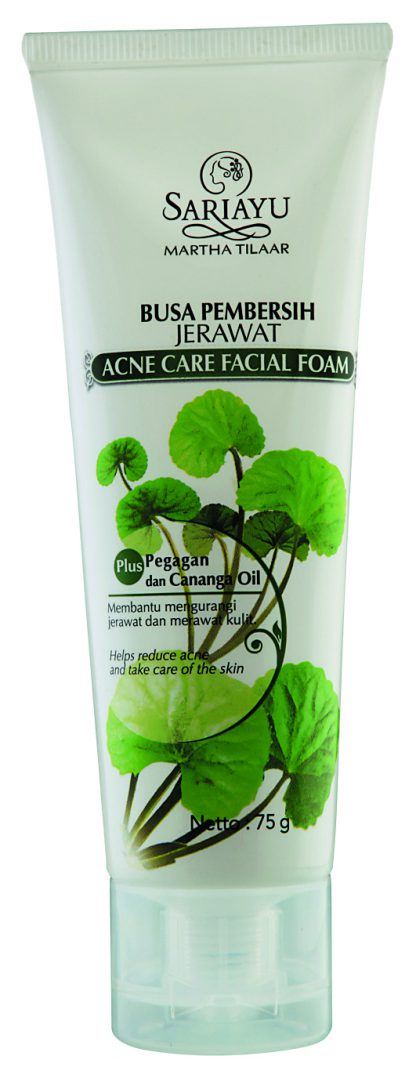 SARIAYU
MARTHA TILAAR
BUSA PEMBERSIH
JERAWAT
ACNE CARE FACIAL FOAM
Plus Pegagan
dan Cananga Oil
Membantu mengurangi
jerawat dan merawat kulit.
Helps reduce acne
and take care of the skin
Netto : 75 g